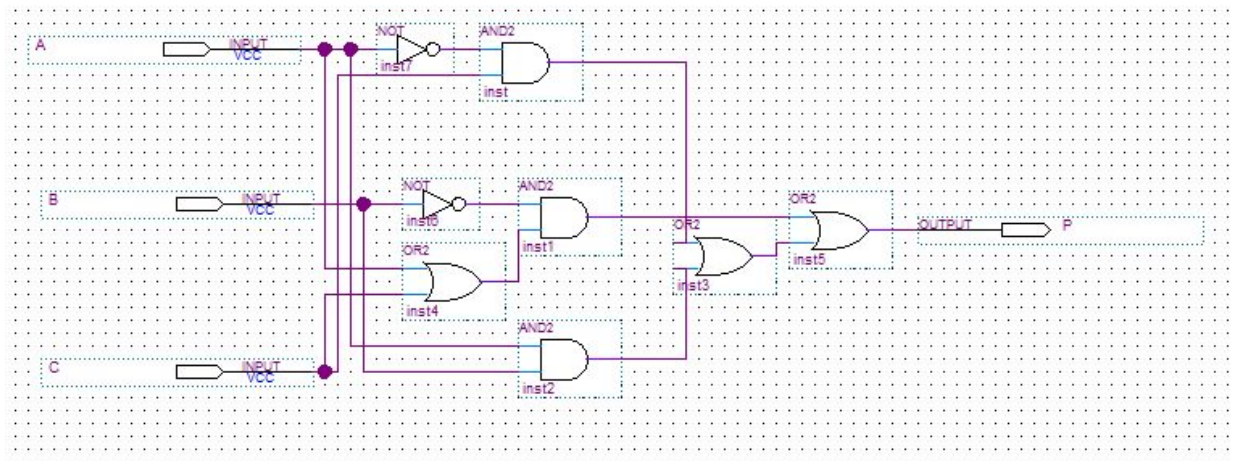 NOT
AND2
A
INPUT
VCC
inst7
inst
NOT
AND2
OR2
B
INPUT
VCC
inst6
OR2
OUTPUT
P
OR2
inst1
inst5
inst3
inst4
AND2
C
INPUT
VCC
inst2